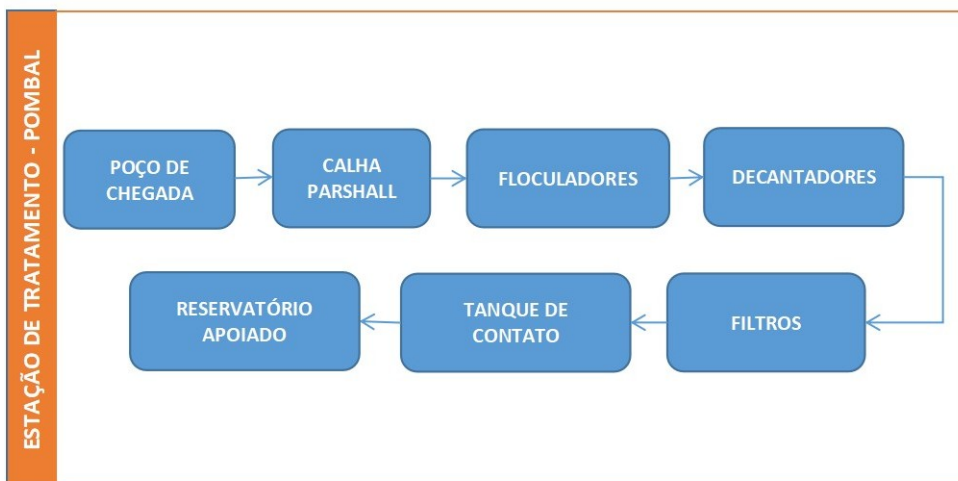 ESTAÇÃO DE TRATAMENTO - POMBAL
POÇO DE
CHEGADA
CALHA
PARSHALL
FLOCULADORES
DECANTADORES
FILTROS
TANQUE DE
CONTATO
RESERVATÓRIO
APOIADO